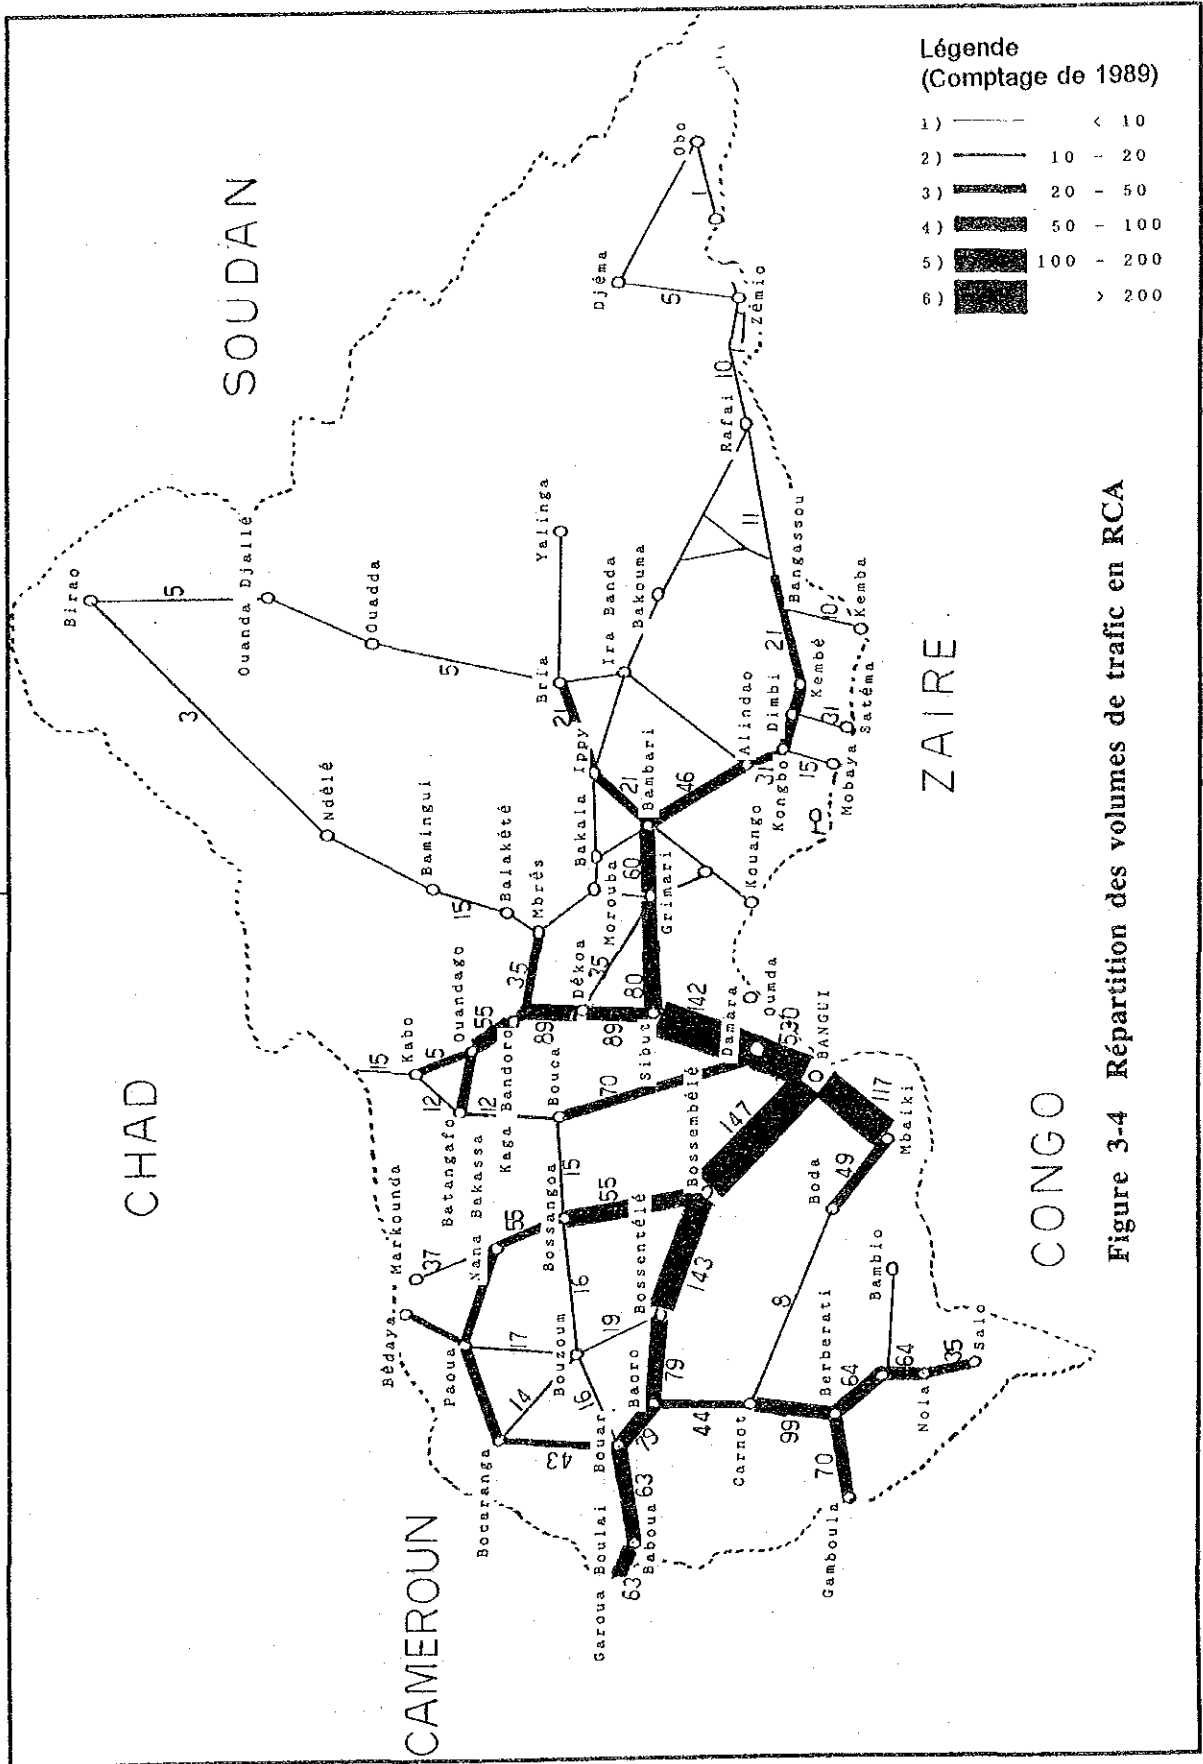 Légende
(Comptage de 1989)
1) < 10
2) 10 - 20
3) 20 - 50
4) 50 - 100
5) 100 - 200
6) > 200
SOUDAN
CHAD
CAMEROUN
ZAIRE
CONGO
Obo
1
Djéma
5
Zémio
1
10
Rafai
11
Birao
5
Ouanda Djallé
Ouadda
5
Yalinga
Bria
21
Ira Banda
Bakouma
Bangassou
10
Kemba
21
Kembé
Dimbi
31
Satéma
Kongbo
15
Mobaya
31
Alindao
46
Ippy
21
Bambari
Bakala
60
1
Grimari
Morouba
Kouango
3
Ndélé
Bamingui
15
Balakété
Mbrès
35
Ouandago
55
Kaga Bandoro
89
Dékoa
35
89
80
Sibut
142
Damara
Oumda
530
BANGUI
15
Kabo
5
12
Batangafo
12
Bouca
70
Bossembélé
147
117
Mbaiki
49
Boda
Markounda
37
Nana Bakassa
55
Bossangoa
15
55
Bossentélé
143
Bédaya
Paoua
17
Bouzoum
16
19
14
16
Bocaranga
43
Bouar
Baoro
79
79
44
Carnot
8
99
Berberati
64
64
Bambio
Nola
35
Salo
70
Gamboula
Garoua Boulai
63
Baboua
63
Figure 3-4 Répartition des volumes de trafic en RCA